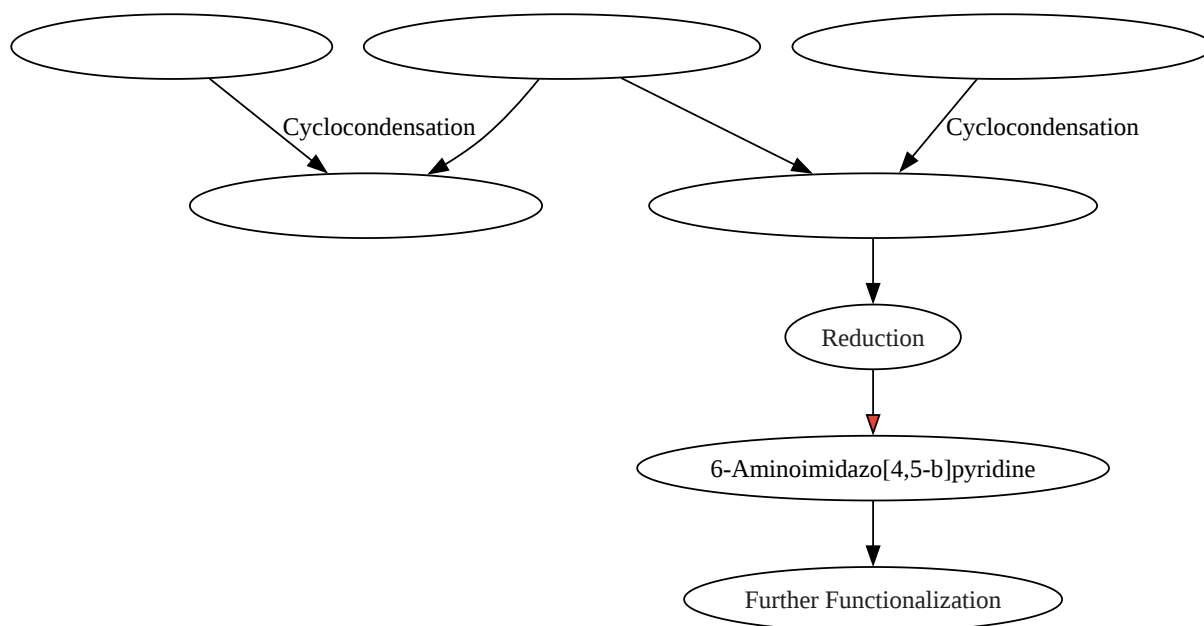 Cyclocondensation
Cyclocondensation
Reduction
6-Aminoimidazo[4,5-b]pyridine
Further Functionalization